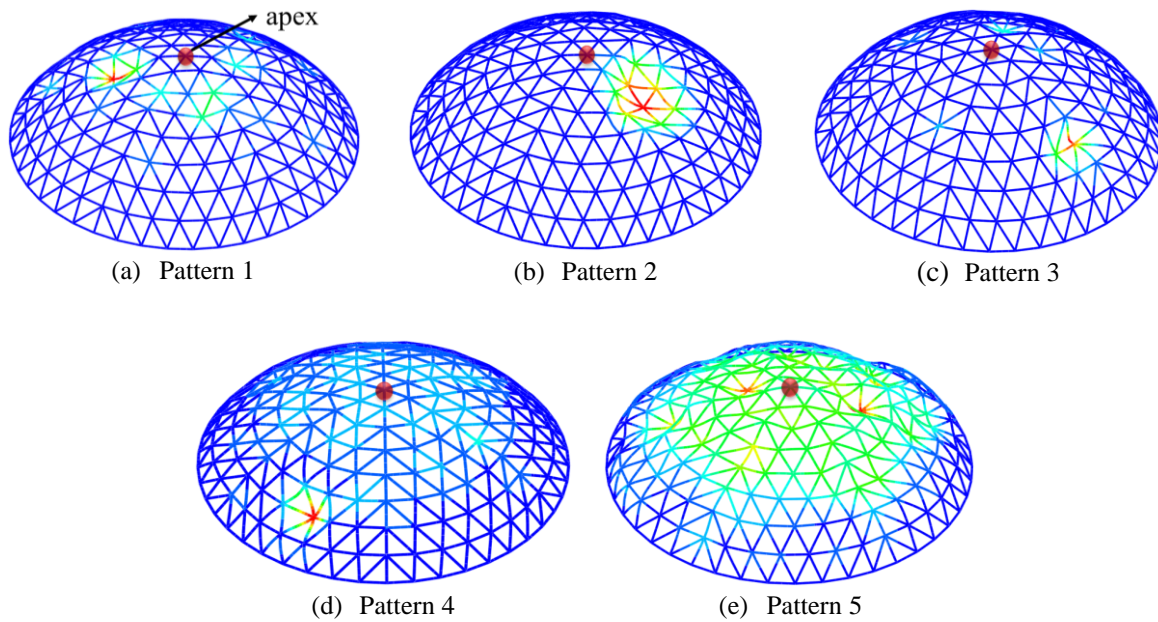 apex
(a) Pattern 1
(b) Pattern 2
(c) Pattern 3
(d) Pattern 4
(e) Pattern 5